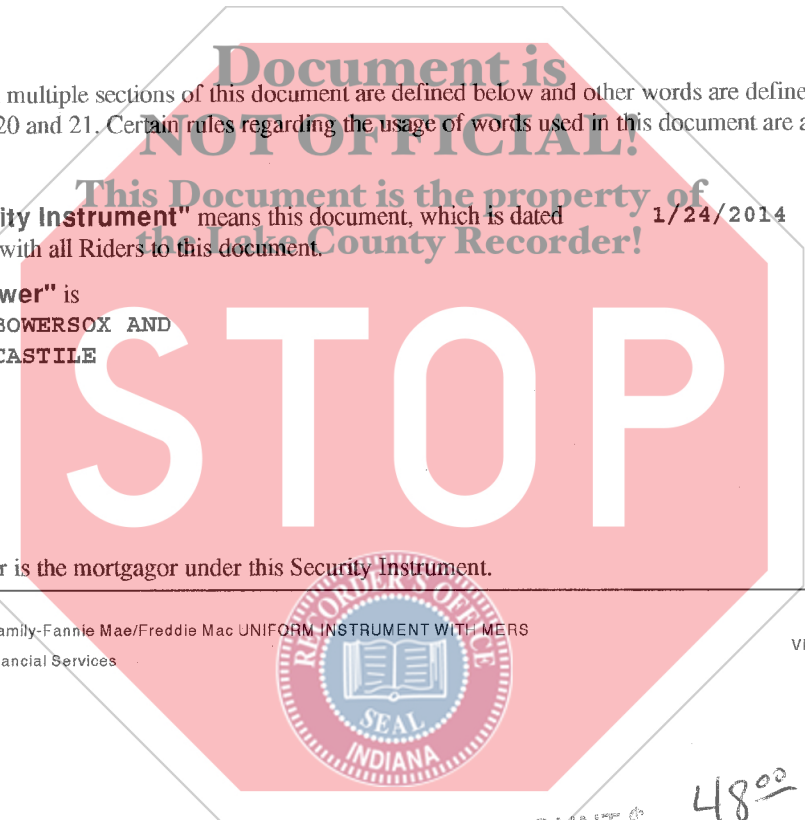 Document is
multiple sections of this document are defined below and other words are define
20 and 21. Certain rules regarding the usage of words used in this document are a
NOT OFFICIAL!
This Document is the property of
ity Instrument" means this document, which is dated 1/24/2014
with all Riders to this document.
the Lake County Recorder!
wer" is
BOWERSOX AND
CASTILE
STOP
r is the mortgagor under this Security Instrument.
RECORDER'S OFFICE
amily-Fannie Mae/Freddie Mac UNIFORM INSTRUMENT WITH MERS
ancial Services
SEAL
INDIANA
48⁰⁰